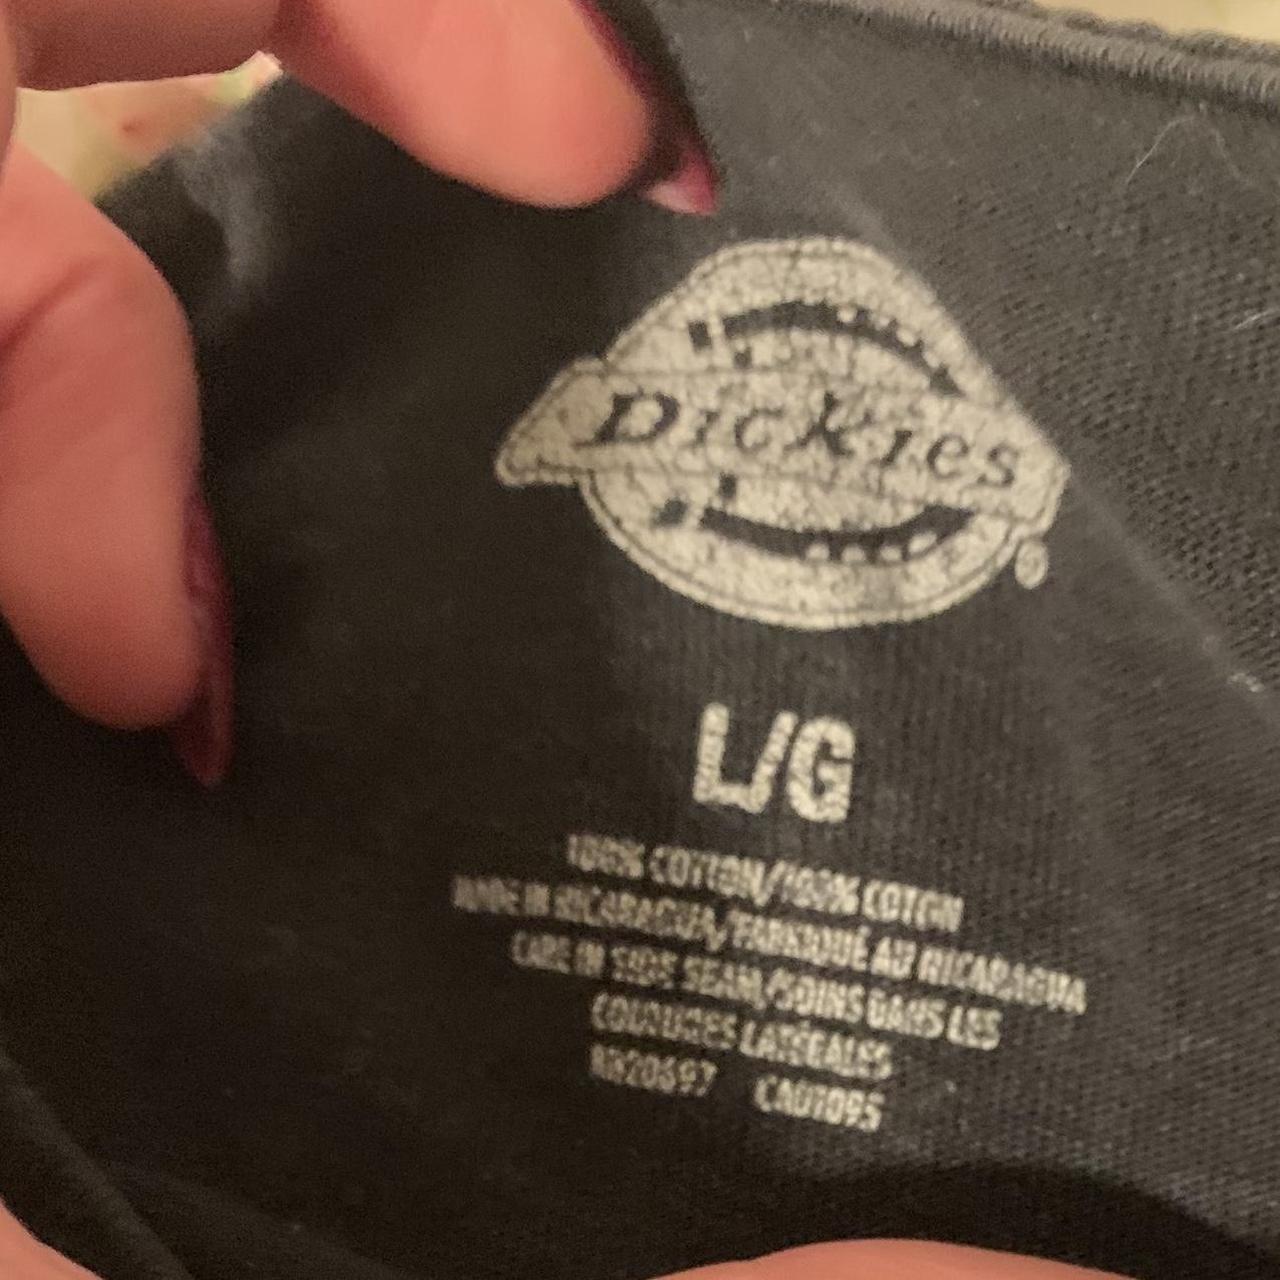 Dickies
®
L/G
100% COTTON/100% COTON
MADE IN NICARAGUA/FABRIQUÉ AU NICARAGUA
CARE IN SIDE SEAM/SOINS DANS LES
COUTURES LATÉRALES
CA07095